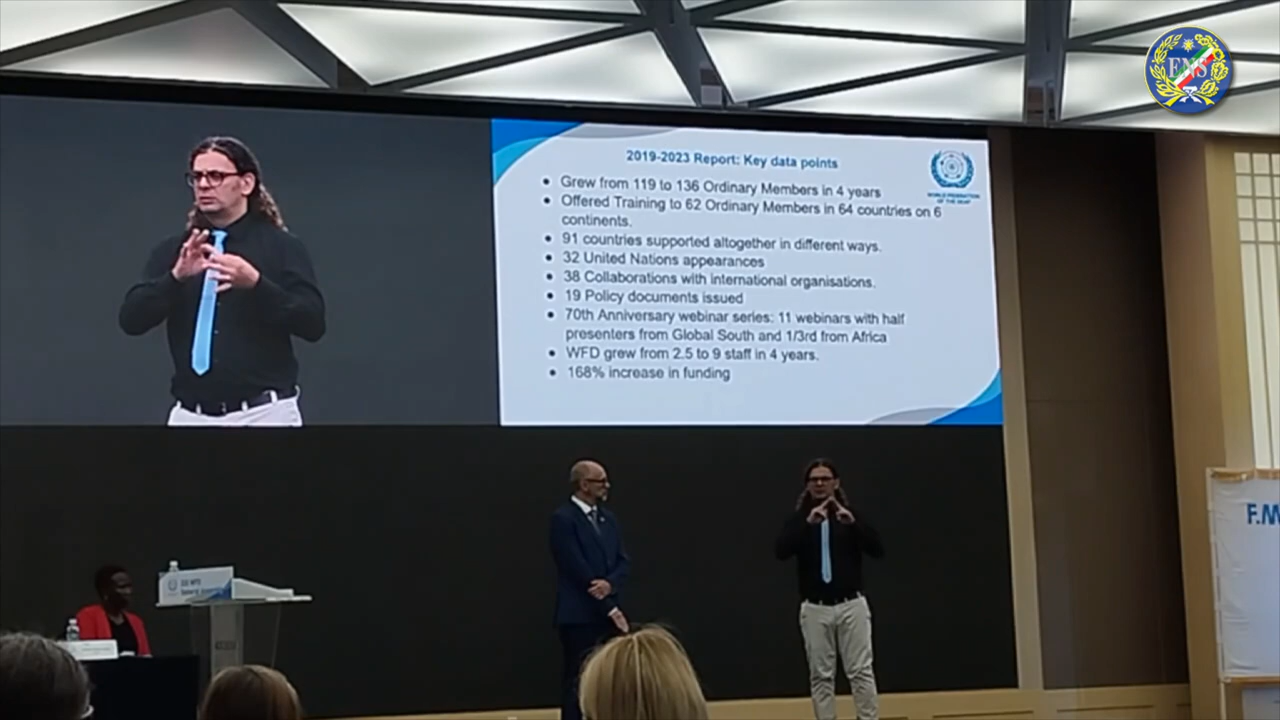 ENS
2019-2023 Report: Key data points
WORLD FEDERATION
OF THE DEAF
• Grew from 119 to 136 Ordinary Members in 4 years
• Offered Training to 62 Ordinary Members in 64 countries on 6
continents.
• 91 countries supported altogether in different ways.
• 32 United Nations appearances
• 38 Collaborations with international organisations.
• 19 Policy documents issued
• 70th Anniversary webinar series: 11 webinars with half
presenters from Global South and 1/3rd from Africa
• WFD grew from 2.5 to 9 staff in 4 years.
• 168% increase in funding
F.M
General Assembly